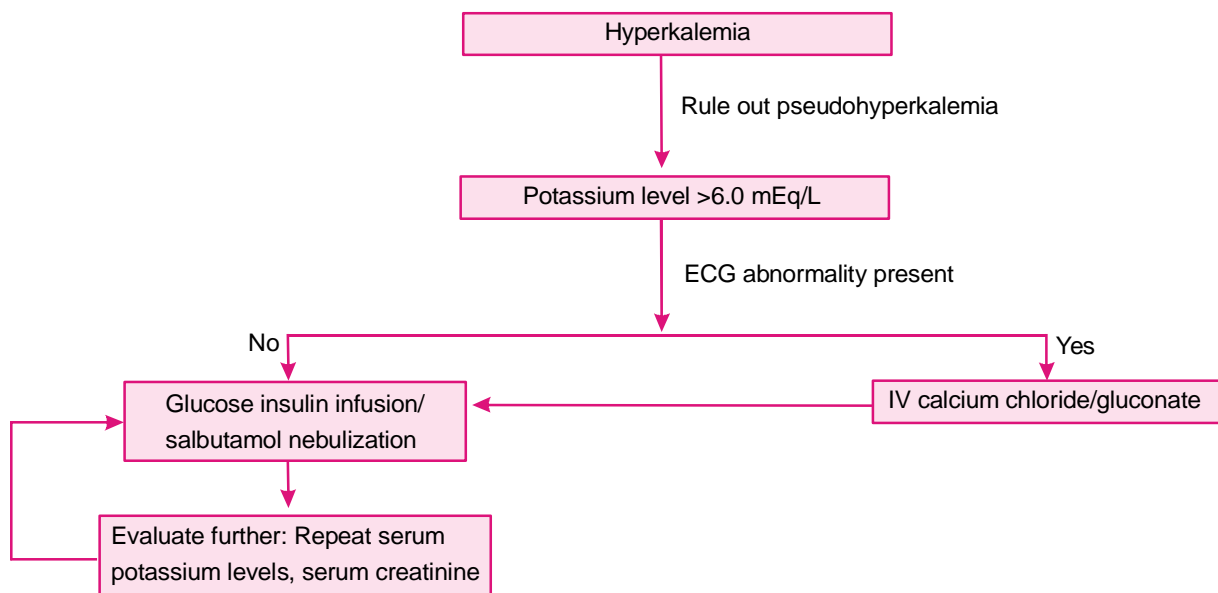 Hyperkalemia
Rule out pseudohyperkalemia
Potassium level >6.0 mEq/L
ECG abnormality present
No
Yes
Glucose insulin infusion/
salbutamol nebulization
IV calcium chloride/gluconate
Evaluate further: Repeat serum
potassium levels, serum creatinine